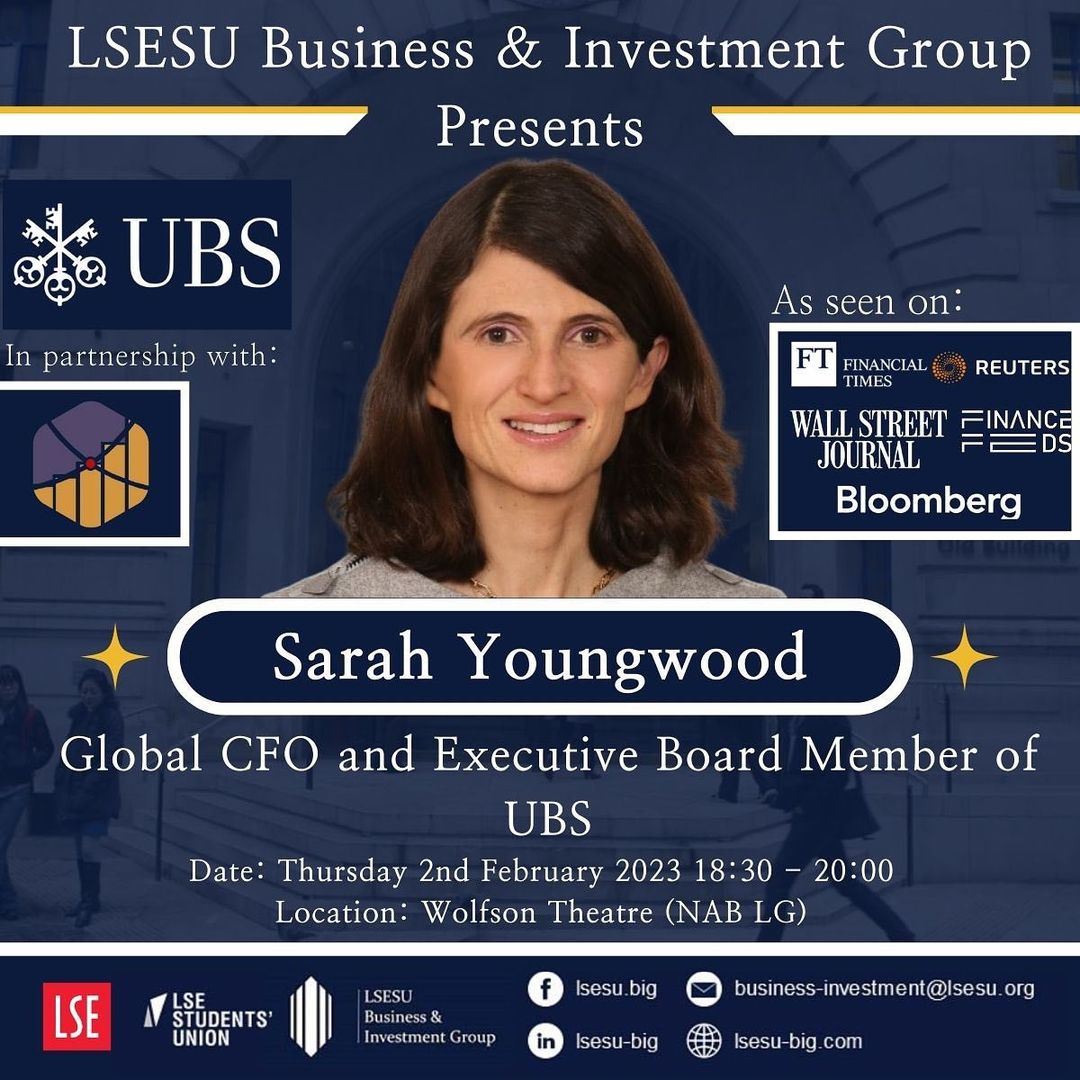 LSESU Business & Investment Group
Presents
UBS
In partnership with:
As seen on:
FT FINANCIAL TIMES
REUTERS
WALL STREET JOURNAL
FINANCE FEEDS
Bloomberg
Old Building
Sarah Youngwood
Global CFO and Executive Board Member of
UBS
Date: Thursday 2nd February 2023 18:30 – 20:00
Location: Wolfson Theatre (NAB LG)
LSE
LSE
STUDENTS'
UNION
LSESU
Business &
Investment Group
lsesu.big
business-investment@lsesu.org
lsesu-big
lsesu-big.com